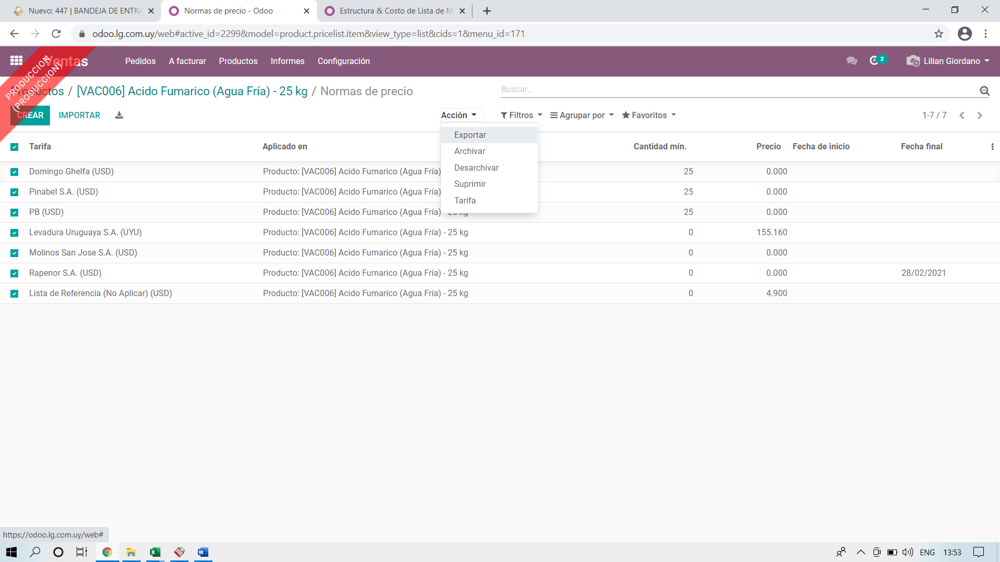 Nuevo: 447 | BANDEJA DE ENTRA
Normas de precio - Odoo
Estructura & Costo de Lista de M
odoo.lg.com.uy/web#active_id=2299&model=product.pricelist.item&view_type=list&cids=1&menu_id=171
PRODUCCION
(PRODUCCION)
Ventas
Pedidos A facturar Productos Informes Configuración
2
Lilian Giordano
Productos / [VAC006] Acido Fumarico (Agua Fría) - 25 kg / Normas de precio
Buscar...
CREAR IMPORTAR
Acción Filtros Agrupar por Favoritos
1-7 / 7
Exportar
Archivar
Desarchivar
Suprimir
Tarifa
Tarifa Aplicado en Cantidad mín. Precio Fecha de inicio Fecha final
Domingo Ghelfa (USD) Producto: [VAC006] Acido Fumarico (Agua Fría) 25 0.000
Pinabel S.A. (USD) Producto: [VAC006] Acido Fumarico (Agua Fría) 25 0.000
PB (USD) Producto: [VAC006] Acido Fumarico (Agua Fría) - 25 kg 25 0.000
Levadura Uruguaya S.A. (UYU) Producto: [VAC006] Acido Fumarico (Agua Fría) - 25 kg 0 155.160
Molinos San Jose S.A. (USD) Producto: [VAC006] Acido Fumarico (Agua Fría) - 25 kg 0 0.000
Rapenor S.A. (USD) Producto: [VAC006] Acido Fumarico (Agua Fría) - 25 kg 0 0.000 28/02/2021
Lista de Referencia (No Aplicar) (USD) Producto: [VAC006] Acido Fumarico (Agua Fría) - 25 kg 0 4.900
https://odoo.lg.com.uy/web#
ENG 13:53